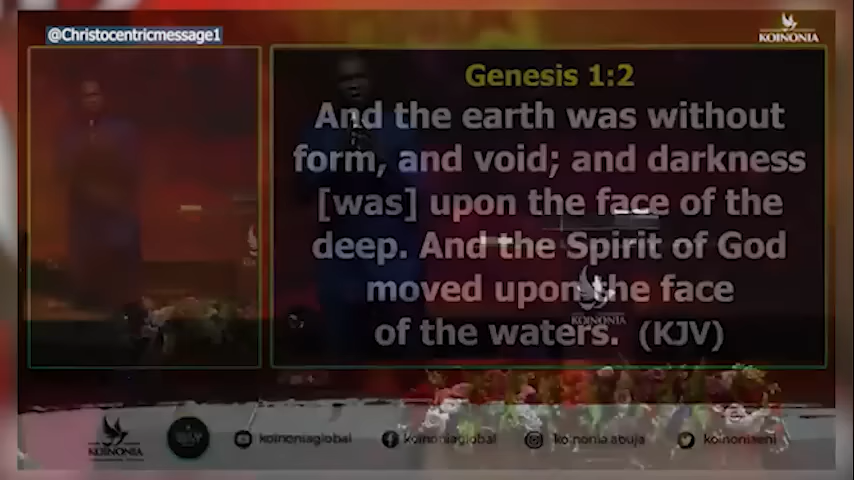 @Christocentricmessage1
KOINONIA
Genesis 1:2
And the earth was without
form, and void; and darkness
[was] upon the face of the
deep. And the Spirit of God
moved upon the face
of the waters. (KJV)
KOINONIA
KOINONIA
koinoniaglobal
koinoniaglobal
koinonia.abuja
koinoniaeni